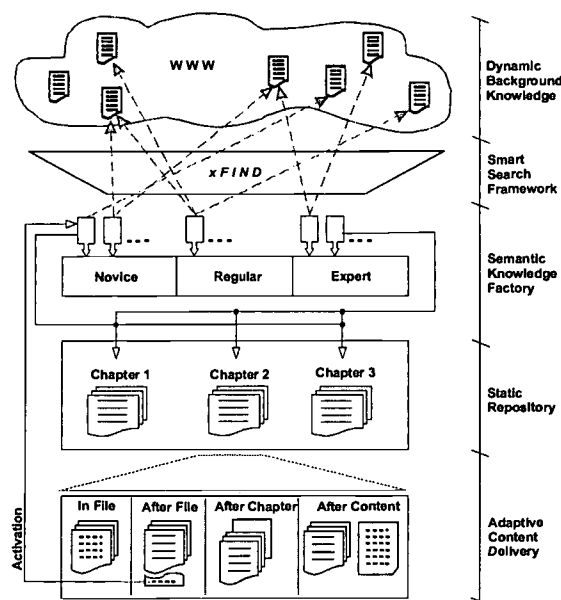 WWW
Dynamic
Background
Knowledge
xFIND
Smart
Search
Framework
Novice
Regular
Expert
Semantic
Knowledge
Factory
Chapter 1
Chapter 2
Chapter 3
Static
Repository
In File
After File
After Chapter
After Content
Activation
Adaptive
Content
Delivery